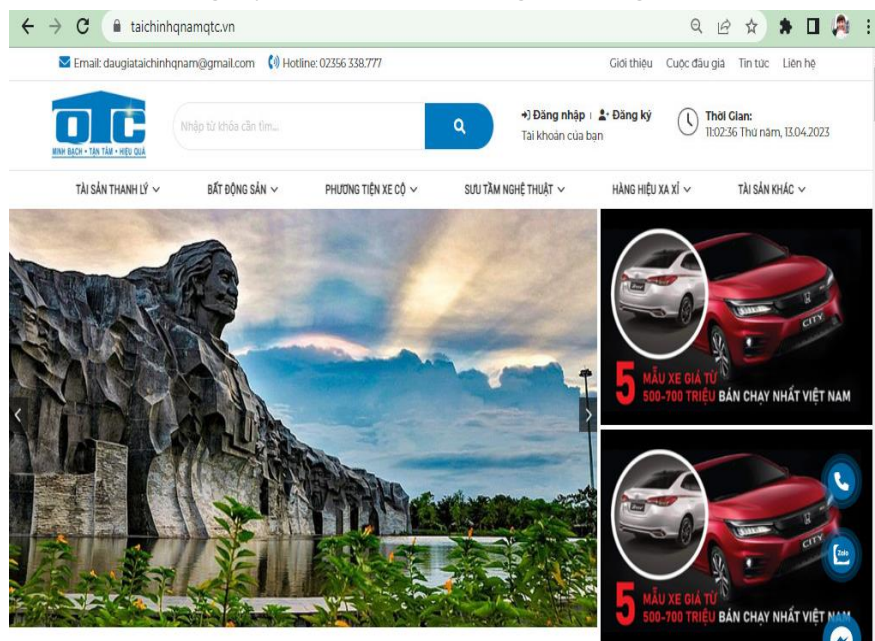 taichinhqnamqtc.vn
Email: daugiataichinhqnam@gmail.com Hotline: 02356 338.777 Giới thiệu Cuộc đấu giá Tin tức Liên hệ
QTC
MINH BẠCH - TẬN TÂM - HIỆU QUẢ
Nhập từ khóa cần tìm...
Đăng nhập Đăng ký
Tài khoản của bạn
Thời Gian:
11:02:36 Thứ năm, 13.04.2023
TÀI SẢN THANH LÝ BẤT ĐỘNG SẢN PHƯƠNG TIỆN XE CỘ SƯU TẦM NGHỆ THUẬT HÀNG HIỆU XA XỈ TÀI SẢN KHÁC
CITY
5 MẪU XE GIÁ TỪ
500-700 TRIỆU BÁN CHẠY NHẤT VIỆT NAM
CITY
Zalo
5 MẪU XE GIÁ TỪ
500-700 TRIỆU BÁN CHẠY NHẤT VIỆT NAM